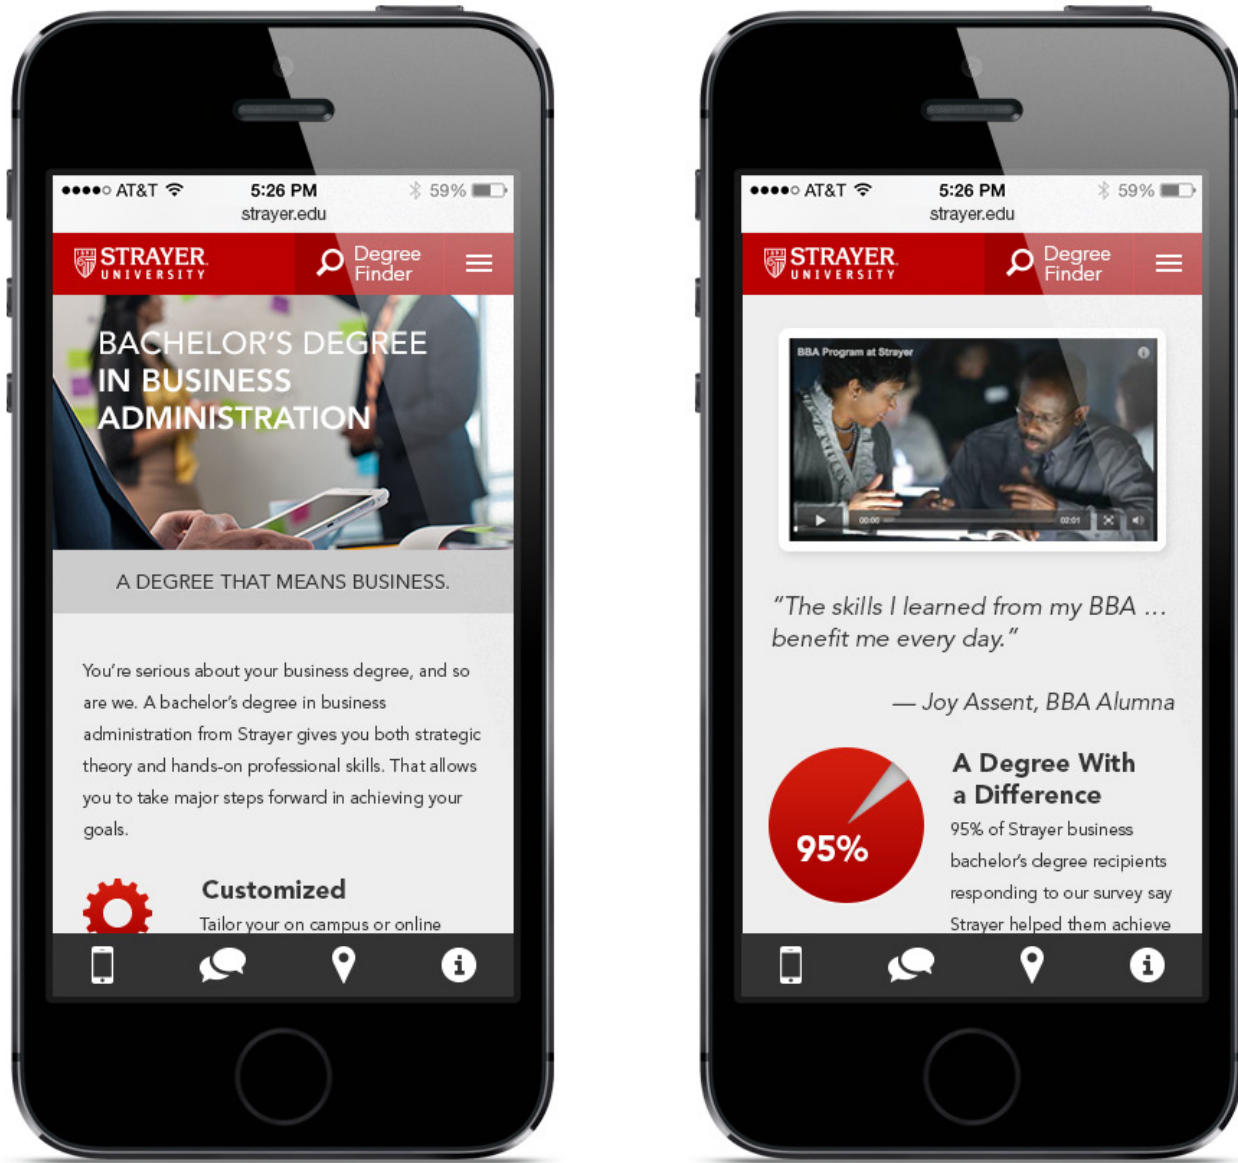 AT&T 5:26 PM 59%
strayer.edu
STRAYER
UNIVERSITY
Degree
Finder
BACHELOR'S DEGREE
IN BUSINESS
ADMINISTRATION
A DEGREE THAT MEANS BUSINESS.
You're serious about your business degree, and so
are we. A bachelor's degree in business
administration from Strayer gives you both strategic
theory and hands-on professional skills. That allows
you to take major steps forward in achieving your
goals.
Customized
Tailor your on campus or online
AT&T 5:26 PM 59%
strayer.edu
STRAYER
UNIVERSITY
Degree
Finder
BBA Program at Strayer
00:00 02:01
“The skills I learned from my BBA ...
benefit me every day.”
— Joy Assent, BBA Alumna
95%
A Degree With
a Difference
95% of Strayer business
bachelor's degree recipients
responding to our survey say
Strayer helped them achieve